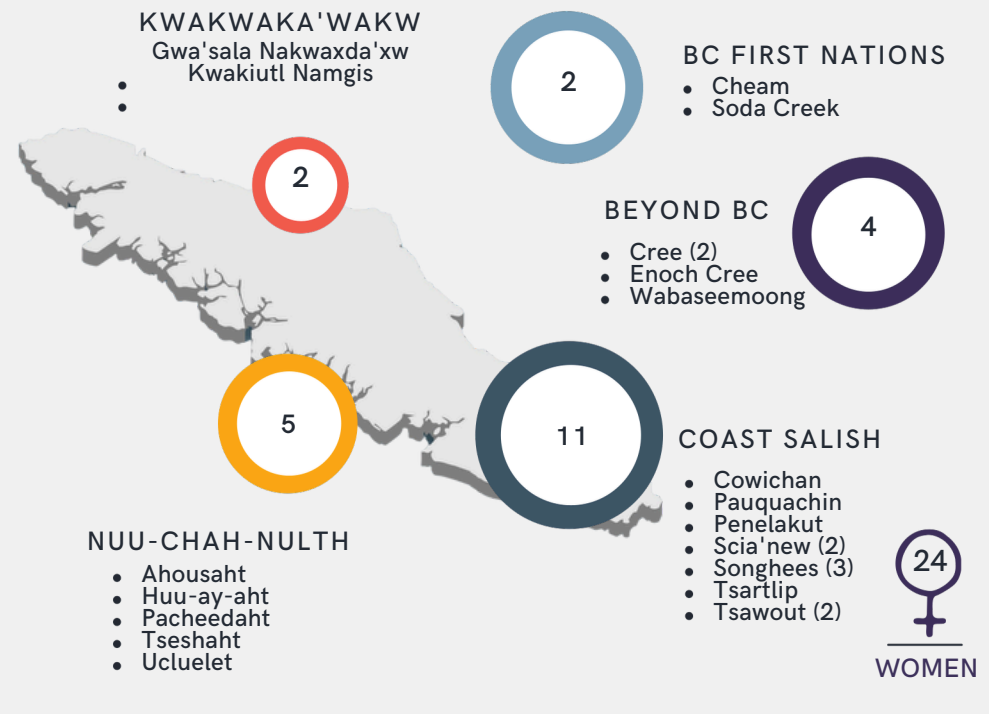 KWAKWAKA'WAKW
Gwa'sala Nakwaxda'xw
Kwakiutl Namgis
•
•
2
2
BC FIRST NATIONS
• Cheam
• Soda Creek
BEYOND BC
• Cree (2)
• Enoch Cree
• Wabaseemoong
4
5
11
NUU-CHAH-NULTH
• Ahousaht
• Huu-ay-aht
• Pacheedaht
• Tseshaht
• Ucluelet
COAST SALISH
• Cowichan
• Pauquachin
• Penelakut
• Scia'new (2)
• Songhees (3)
• Tsartlip
• Tsawout (2)
24
WOMEN